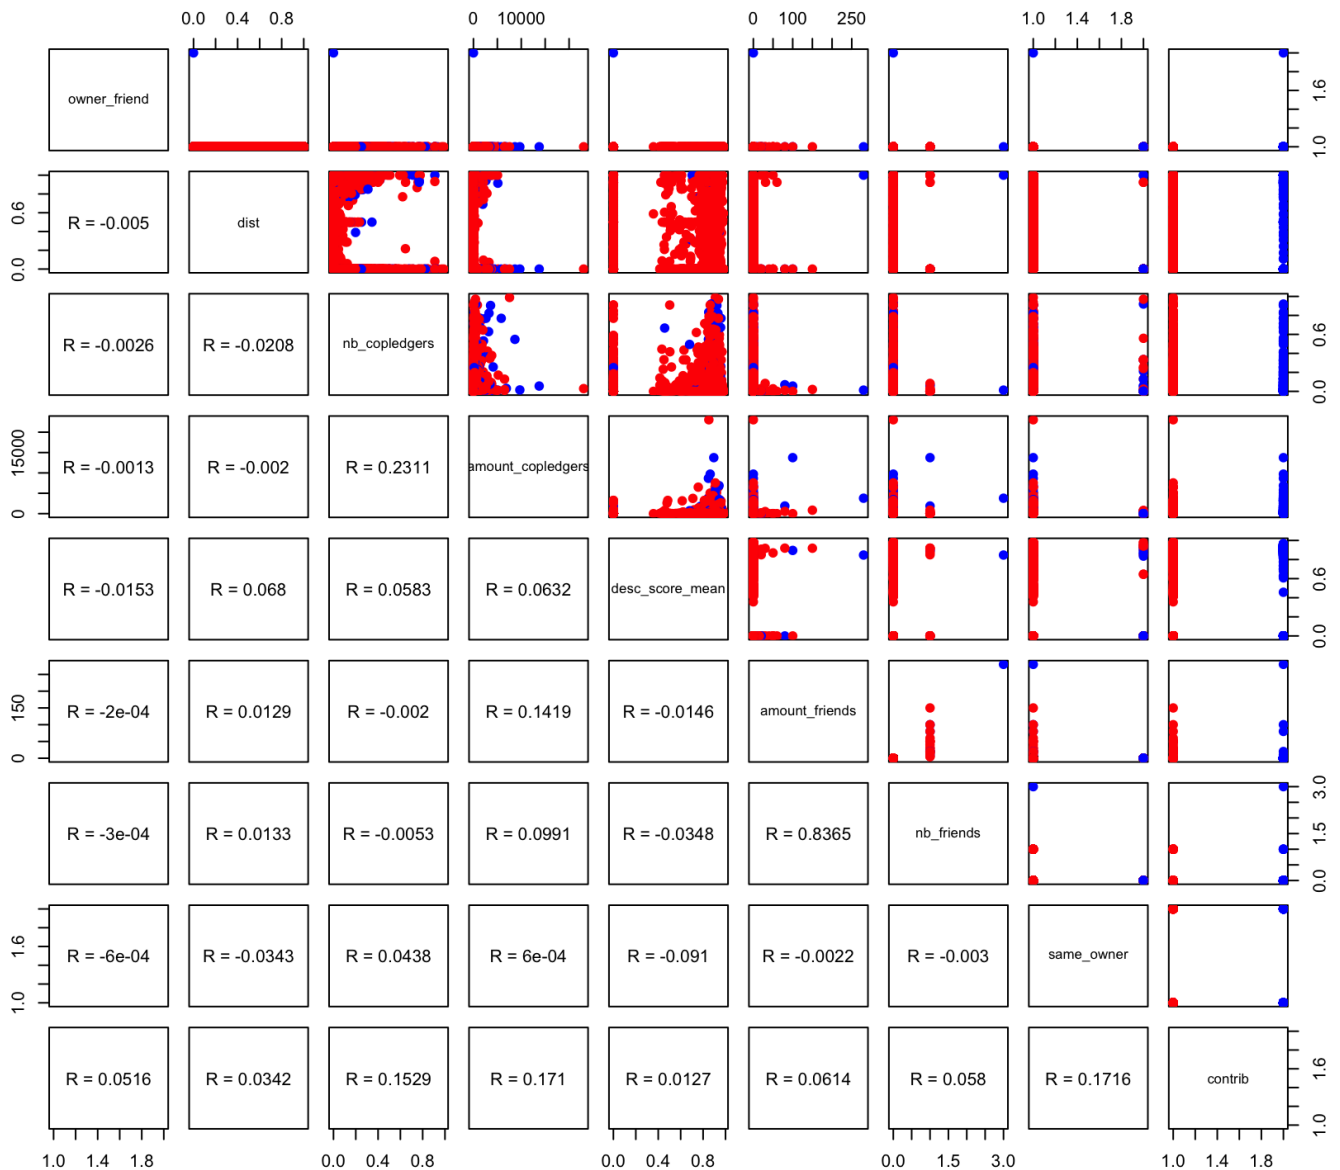 0.0 0.4 0.8 0 10000 0 100 250 1.0 1.4 1.8
owner_friend 1.0 1.6
0.0 0.6 R = -0.005 dist
R = -0.0026 R = -0.0208 nb_copledgers 0.0 0.6
0 15000 R = -0.0013 R = -0.002 R = 0.2311 amount_copledgers
R = -0.0153 R = 0.068 R = 0.0583 R = 0.0632 desc_score_mean 0.0 0.6
0 150 R = -2e-04 R = 0.0129 R = -0.002 R = 0.1419 R = -0.0146 amount_friends
R = -3e-04 R = 0.0133 R = -0.0053 R = 0.0991 R = -0.0348 R = 0.8365 nb_friends 0.0 1.5 3.0
1.0 1.6 R = -6e-04 R = -0.0343 R = 0.0438 R = 6e-04 R = -0.091 R = -0.0022 R = -0.003 same_owner
R = 0.0516 R = 0.0342 R = 0.1529 R = 0.171 R = 0.0127 R = 0.0614 R = 0.058 R = 0.1716 contrib 1.0 1.6
1.0 1.4 1.8 0.0 0.4 0.8 0.0 0.4 0.8 0.0 1.5 3.0 1.0 1.4 1.8